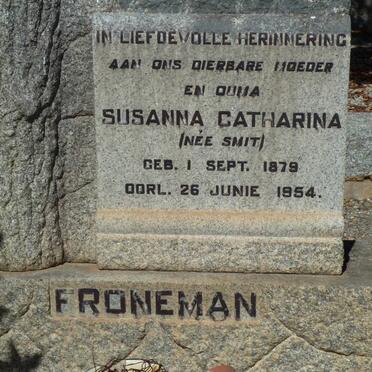 IN LIEFDEVOLLE HERINNERING
AAN ONS DIERBARE MOEDER
EN OUMA
SUSANNA CATHARINA
(NÉE SMIT)
GEB. 1 SEPT. 1879
OORL. 26 JUNIE 1954.
FRONEMAN